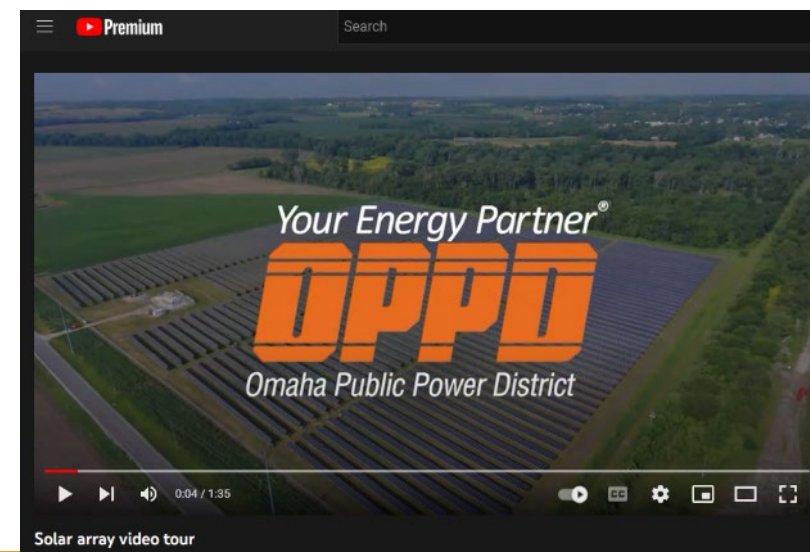 Premium
Search
Your Energy Partner®
OPPD
Omaha Public Power District
0:04 / 1:35
CC
Solar array video tour